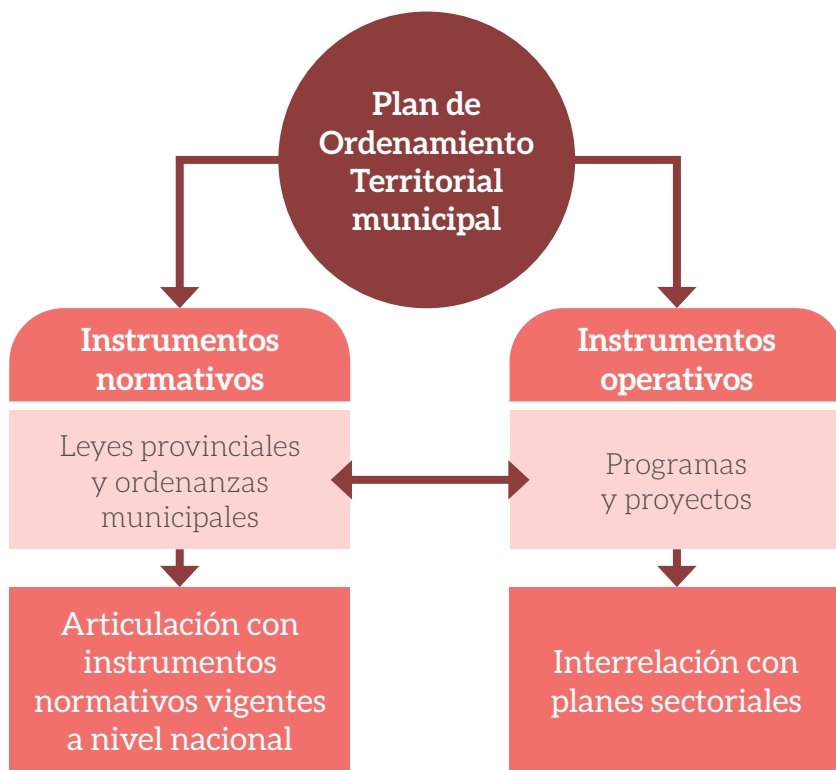 Plan de
Ordenamiento
Territorial
municipal
Instrumentos
normativos
Leyes provinciales
y ordenanzas
municipales
Articulación con
instrumentos
normativos vigentes
a nivel nacional
Instrumentos
operativos
Programas
y proyectos
Interrelación con
planes sectoriales